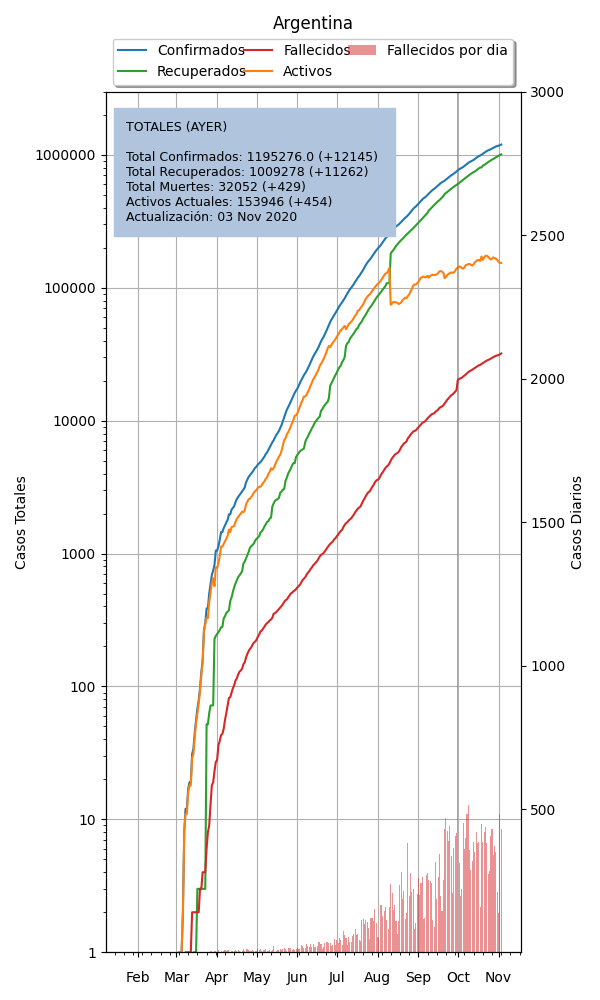 Argentina
Confirmados
Fallecidos
Fallecidos por dia
Recuperados
Activos
TOTALES (AYER)
Total Confirmados: 1195276.0 (+12145)
Total Recuperados: 1009278 (+11262)
Total Muertes: 32052 (+429)
Activos Actuales: 153946 (+454)
Actualización: 03 Nov 2020
Casos Totales
1000000
100000
10000
1000
100
10
1
Casos Diarios
3000
2500
2000
1500
1000
500
Feb Mar Apr May Jun Jul Aug Sep Oct Nov